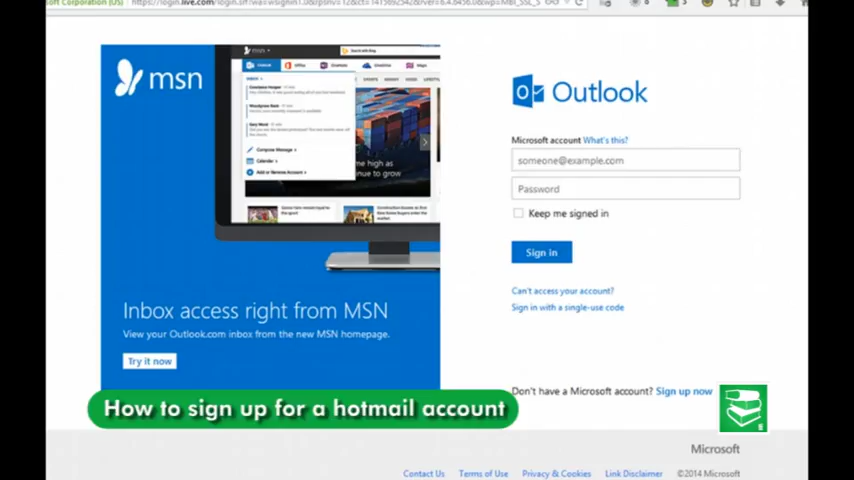 msn
Outlook
Microsoft account What's this?
someone@example.com
Password
Keep me signed in
Sign in
Can't access your account?
Sign in with a single-use code
Inbox access right from MSN
View your Outlook.com inbox from the new MSN homepage.
Try it now
Don't have a Microsoft account? Sign up now
How to sign up for a hotmail account
Microsoft
Contact Us Terms of Use Privacy & Cookies Link Disclaimer ©2014 Microsoft